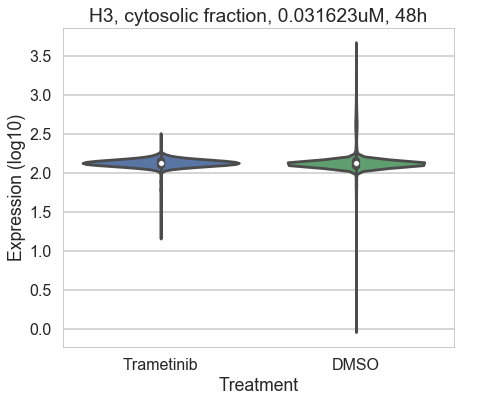 H3, cytosolic fraction, 0.031623uM, 48h
Expression (log10)
3.5
3.0
2.5
2.0
1.5
1.0
0.5
0.0
Trametinib DMSO
Treatment